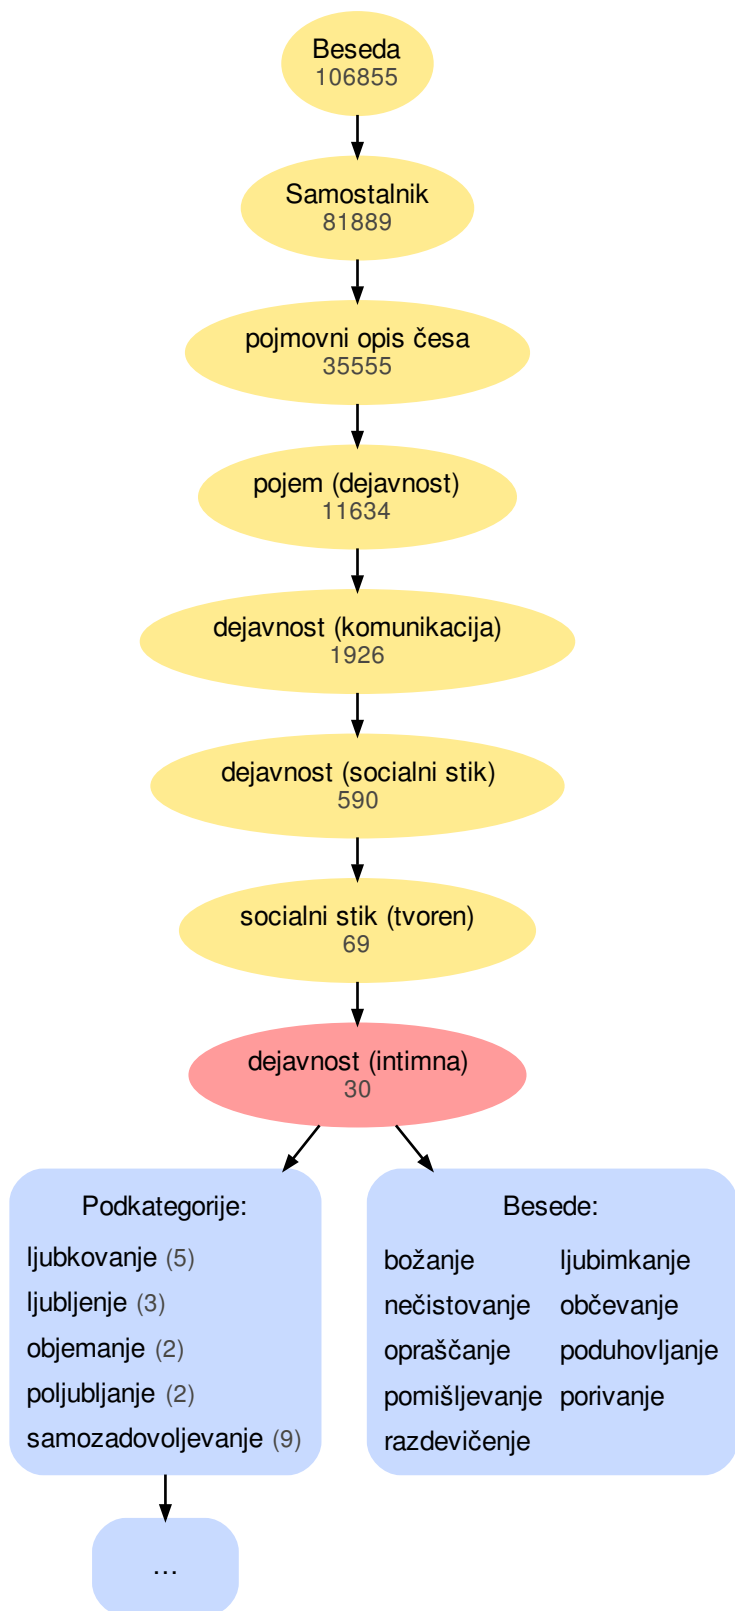 Beseda
106855
Samostalnik
81889
pojmovni opis česa
35555
pojem (dejavnost)
11634
dejavnost (komunikacija)
1926
dejavnost (socialni stik)
590
socialni stik (tvoren)
69
dejavnost (intimna)
30
Podkategorije:
ljubkovanje (5)
ljubljenje (3)
objemanje (2)
poljubljanje (2)
samozadovoljevanje (9)
...
Besede:
božanje ljubimkanje
nečistovanje občevanje
opraščanje poduhovljanje
pomišljevanje porivanje
razdevičenje